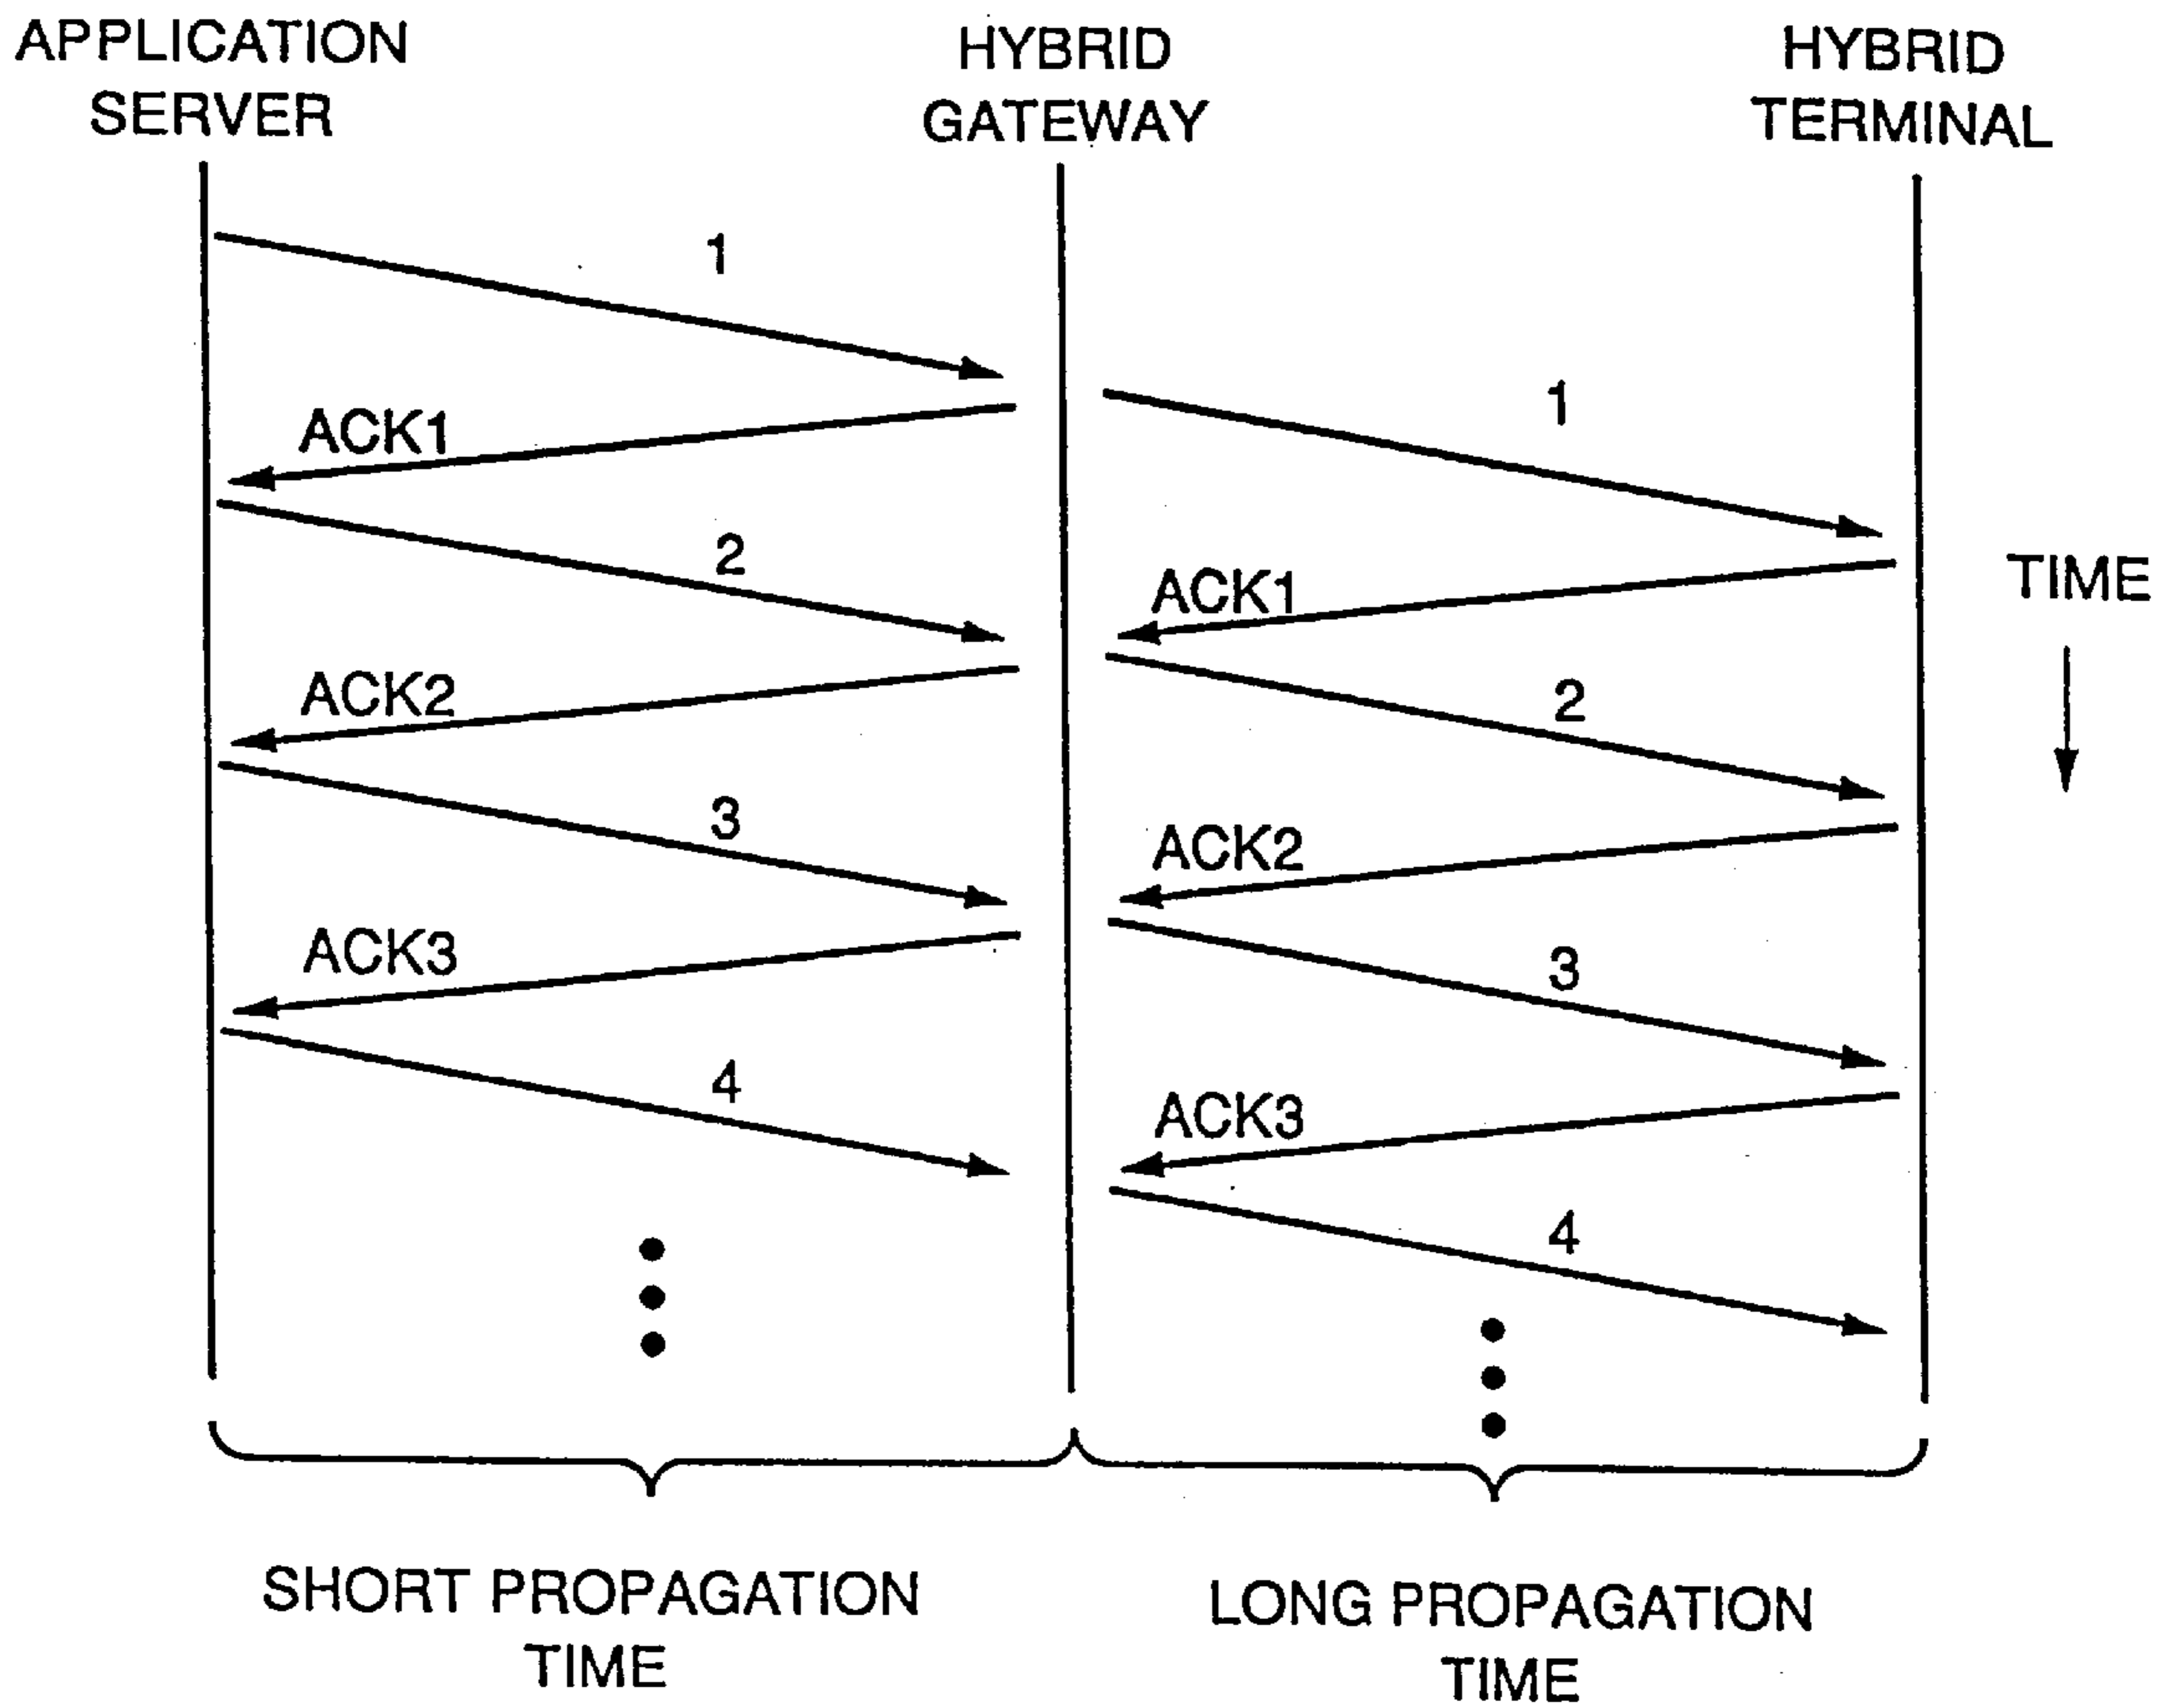 APPLICATION
SERVER
HYBRID
GATEWAY
HYBRID
TERMINAL
1
1
ACK1
2
ACK1
TIME
ACK2
2
3
ACK2
ACK3
3
4
ACK3
4
SHORT PROPAGATION
TIME
LONG PROPAGATION
TIME